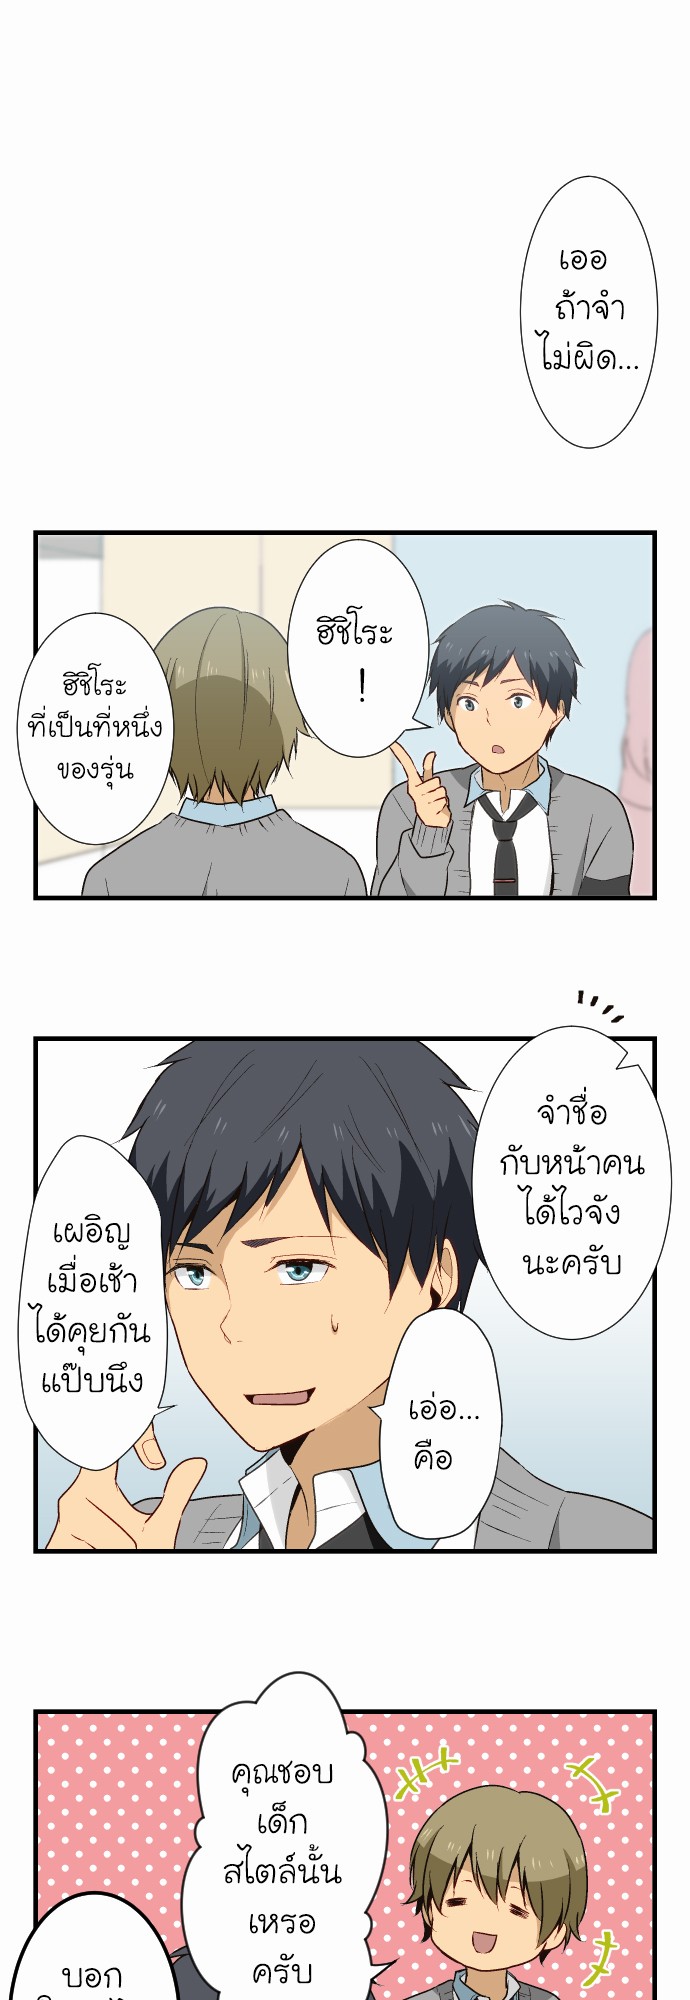 เออ
ถ้าจำ
ไม่ผิด...
ฮิชิโระ
!
ฮิชิโระ
ที่เป็นที่หนึ่ง
ของรุ่น
จำชื่อ
กับหน้าคน
ได้ไวจัง
นะครับ
เผอิญ
เมื่อเช้า
ได้คุยกัน
แป๊บนึง
เอ่อ...
คือ
คุณชอบ
เด็ก
สไตล์นั้น
เหรอ
ครับ
บอก